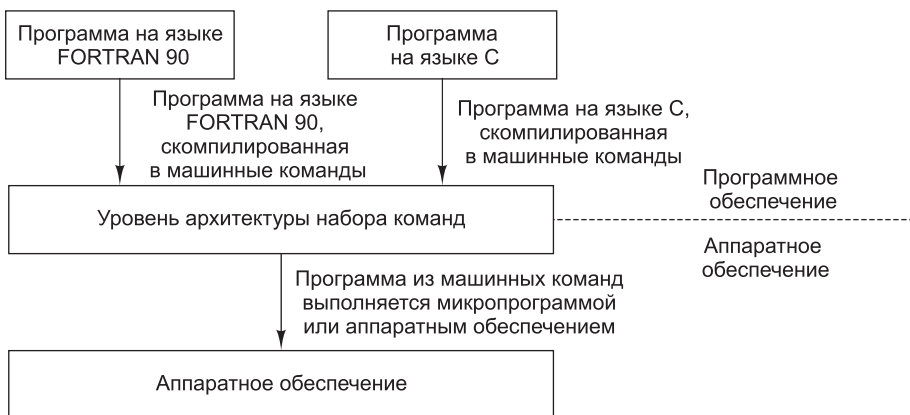 Программа на языке
FORTRAN 90
Программа
на языке C
Программа на языке
FORTRAN 90,
скомпилированная
в машинные команды
Программа на языке C,
скомпилированная
в машинные команды
Уровень архитектуры набора команд
Программное
обеспечение
Аппаратное
обеспечение
Программа из машинных команд
выполняется микропрограммой
или аппаратным обеспечением
Аппаратное обеспечение